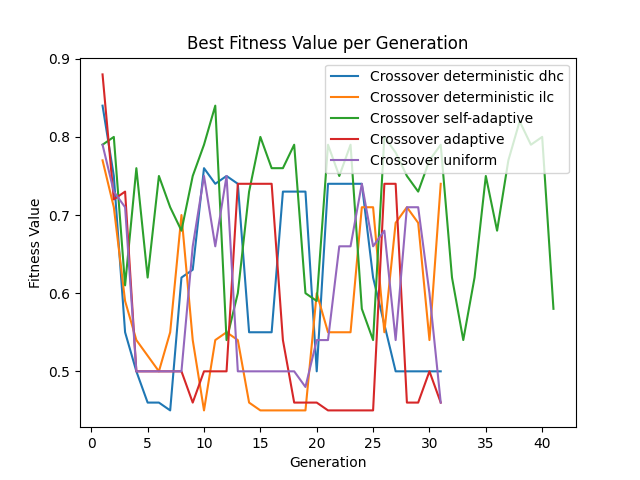 Best Fitness Value per Generation
Crossover deterministic dhc
Crossover deterministic ilc
Crossover self-adaptive
Crossover adaptive
Crossover uniform
0.9
0.8
0.7
0.6
0.5
Fitness Value
0 5 10 15 20 25 30 35 40
Generation